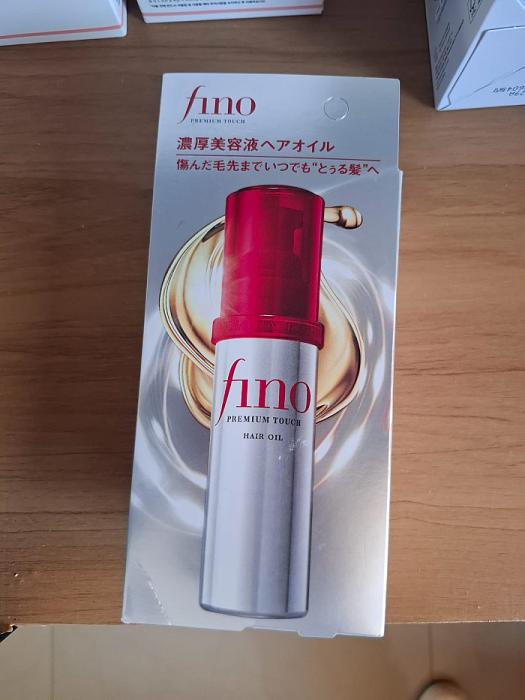 fino
PREMIUM TOUCH
濃厚美容液ヘアオイル
傷んだ毛先までいつでも“とぅる髪”へ
fino
PREMIUM TOUCH
HAIR OIL